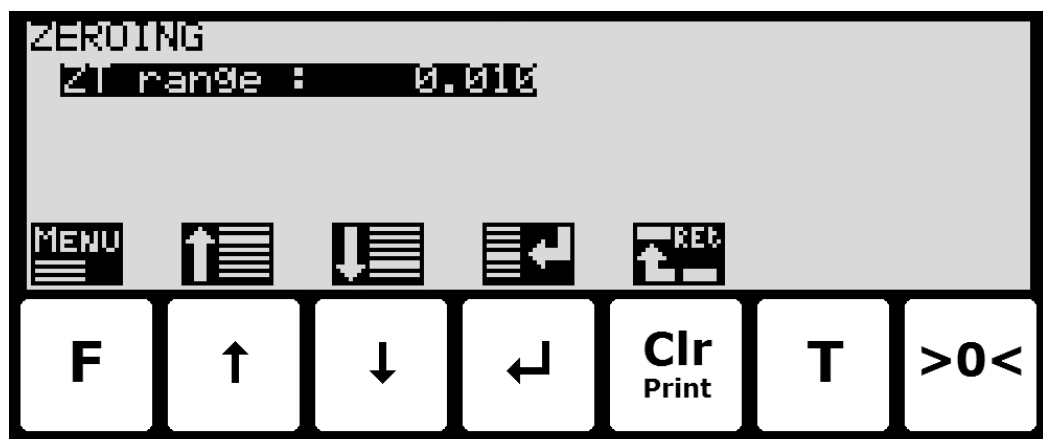 ZEROING
ZT range : 0.010
MENU
RET
F ↑ ↓ ↵ Clr T >0<
Print